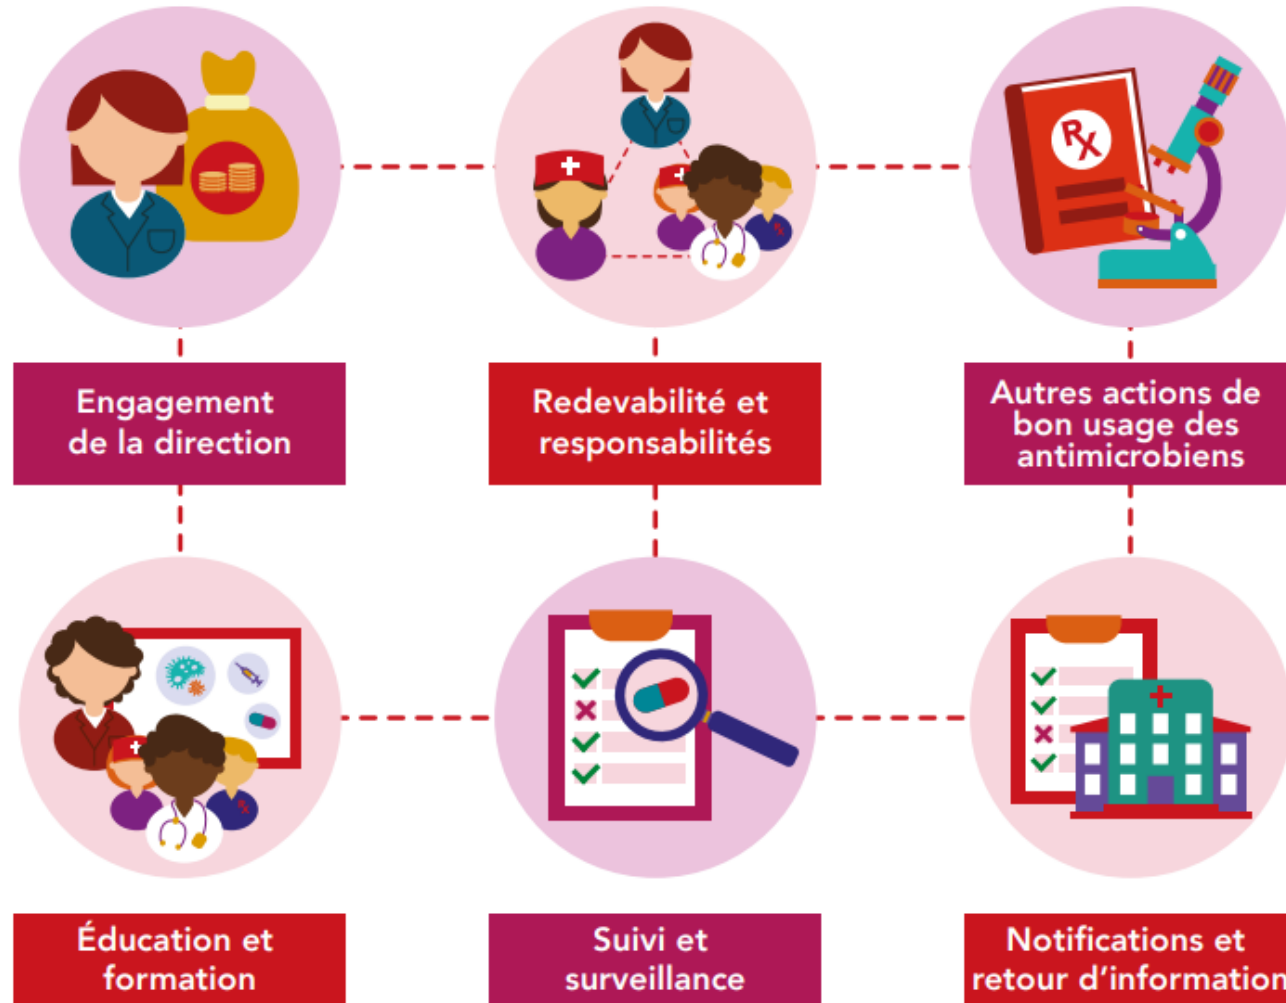 Rx
Engagement
de la direction
Redevabilité et
responsabilités
Autres actions de
bon usage des
antimicrobiens
Éducation et
formation
Suivi et
surveillance
Notifications et
retour d’information